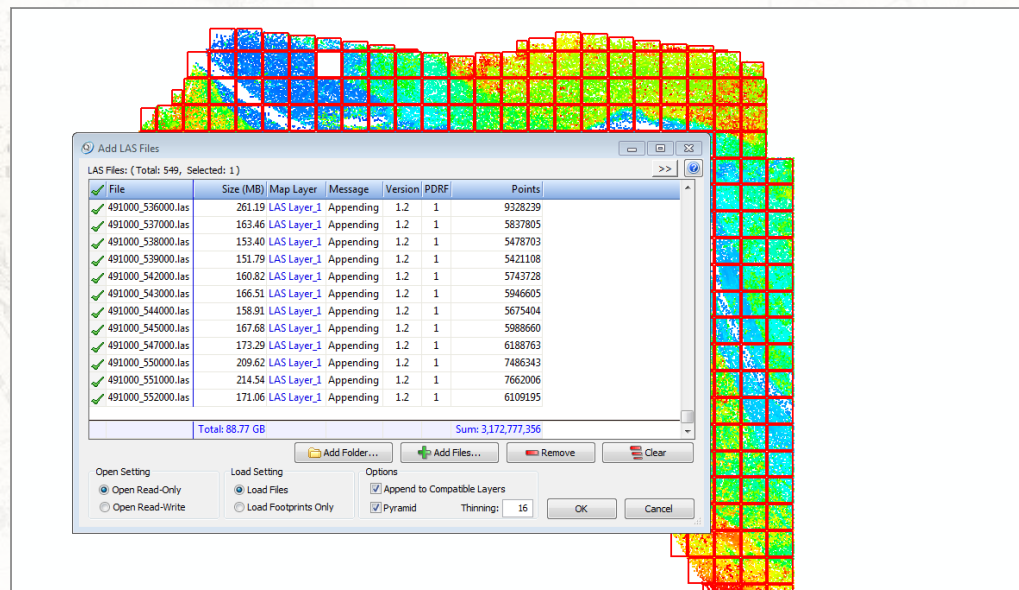 Add LAS Files
LAS Files: (Total: 549, Selected: 1)
>>
File Size (MB) Map Layer Message Version PDRF Points
491000_536000.las 261.19 LAS Layer_1 Appending 1.2 1 9328239
491000_537000.las 163.46 LAS Layer_1 Appending 1.2 1 5837805
491000_538000.las 153.40 LAS Layer_1 Appending 1.2 1 5478703
491000_539000.las 151.79 LAS Layer_1 Appending 1.2 1 5421108
491000_542000.las 160.82 LAS Layer_1 Appending 1.2 1 5743728
491000_543000.las 166.51 LAS Layer_1 Appending 1.2 1 5946605
491000_544000.las 158.91 LAS Layer_1 Appending 1.2 1 5675404
491000_545000.las 167.68 LAS Layer_1 Appending 1.2 1 5988660
491000_547000.las 173.29 LAS Layer_1 Appending 1.2 1 6188763
491000_550000.las 209.62 LAS Layer_1 Appending 1.2 1 7486343
491000_551000.las 214.54 LAS Layer_1 Appending 1.2 1 7662006
491000_552000.las 171.06 LAS Layer_1 Appending 1.2 1 6109195
Total: 88.77 GB Sum: 3,172,777,356
Add Folder... Add Files... Remove Clear
Open Setting Load Setting Options
Open Read-Only Load Files Append to Compatible Layers
Open Read-Write Load Footprints Only Pyramid Thinning: 16 OK Cancel